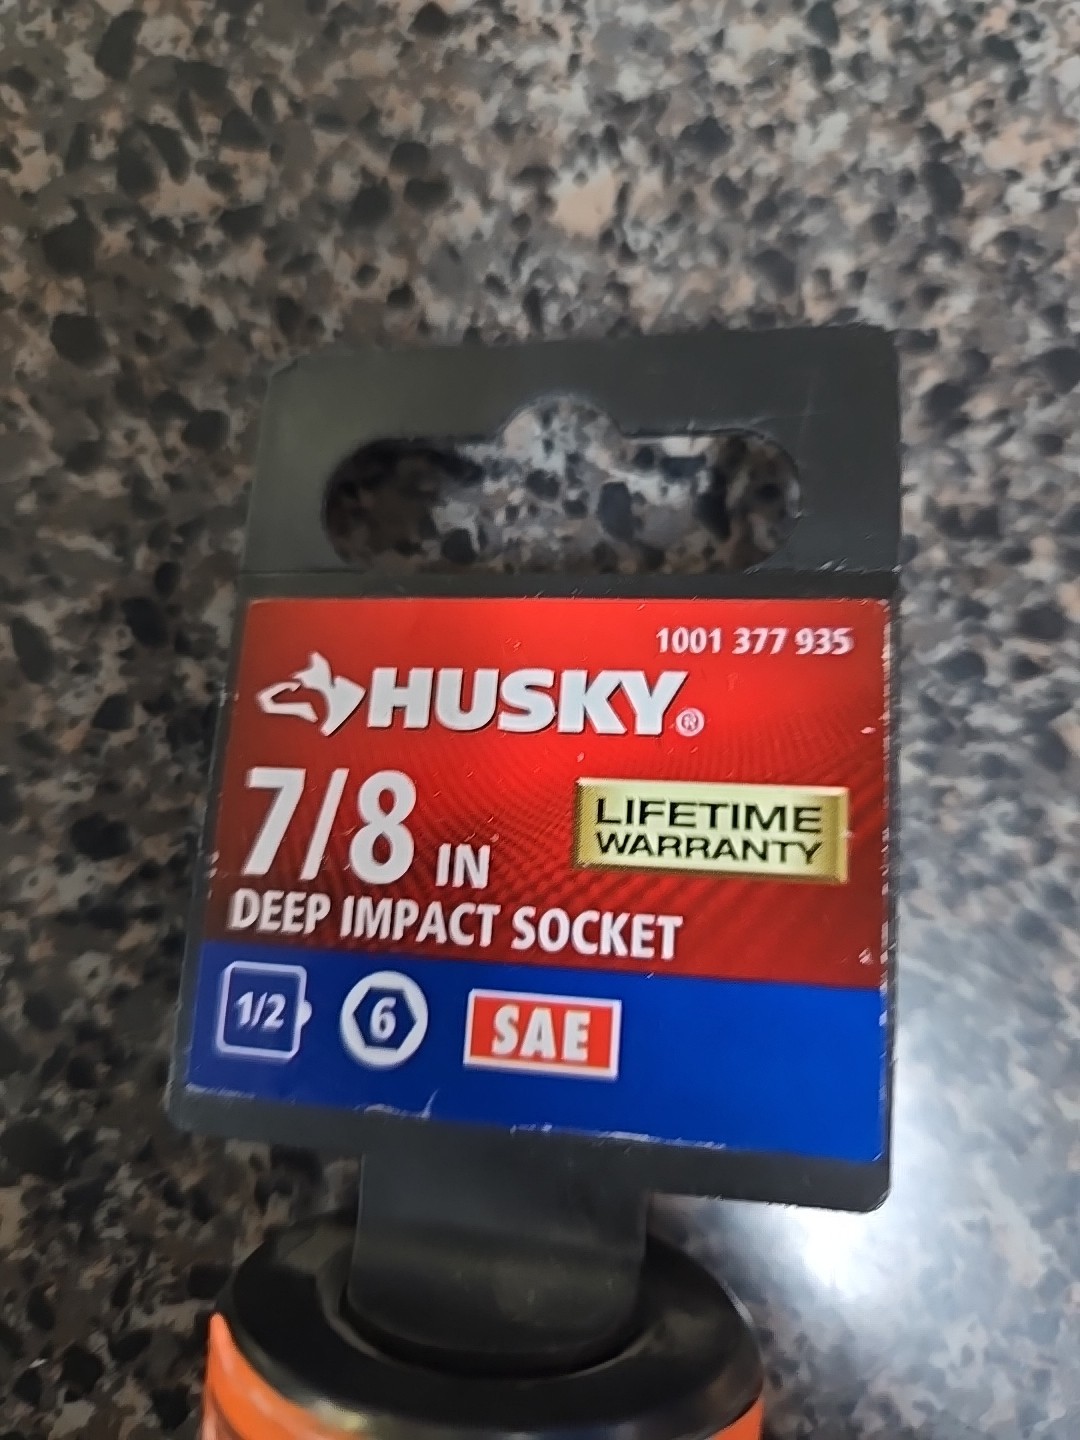 1001 377 935
HUSKY®
7/8 IN
LIFETIME
WARRANTY
DEEP IMPACT SOCKET
1/2 6 SAE